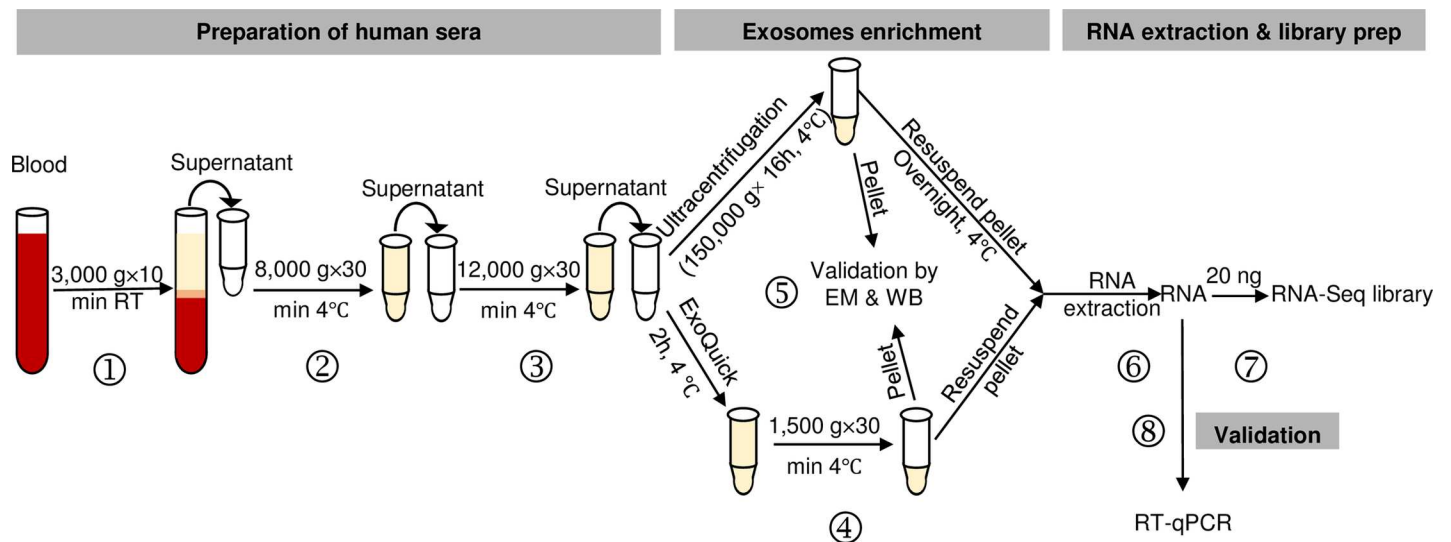 Preparation of human sera
Exosomes enrichment
RNA extraction & library prep
Blood
Supernatant
3,000 g×10
min RT
①
8,000 g×30
min 4℃
②
Supernatant
12,000 g×30
min 4℃
③
Supernatant
Ultracentrifugation
(150,000 g× 16h, 4℃)
Pellet
Resuspend pellet
Overnight, 4℃
⑤
Validation by
EM & WB
ExoQuick
2h, 4 ℃
1,500 g×30
min 4℃
④
Pellet
Resuspend
pellet
RNA
extraction
⑥
RNA
20 ng
RNA-Seq library
⑦
⑧
Validation
RT-qPCR